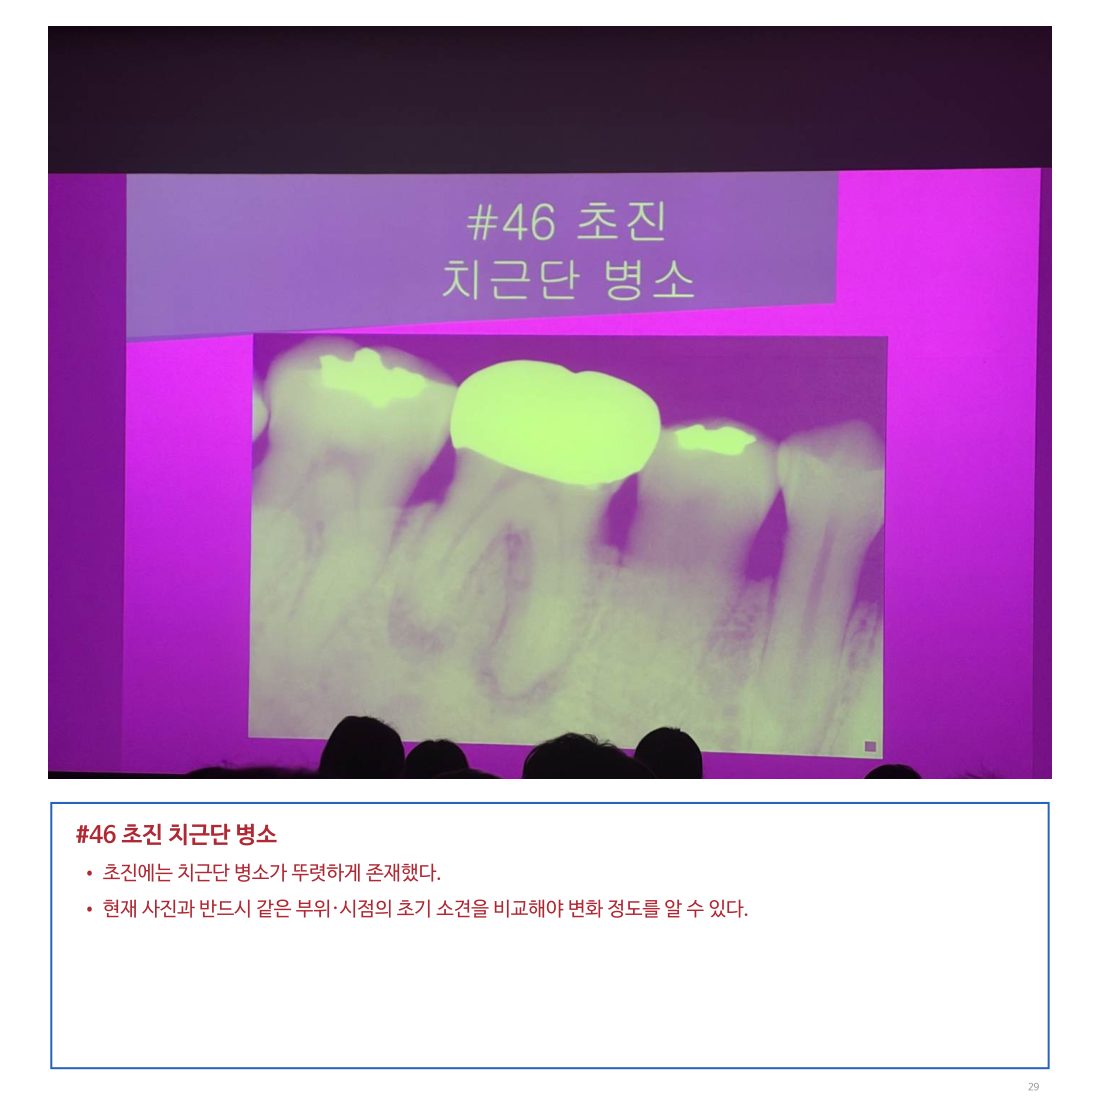 #46 초진
치근단 병소
#46 초진 치근단 병소
• 초진에는 치근단 병소가 뚜렷하게 존재했다.
• 현재 사진과 반드시 같은 부위·시점의 초기 소견을 비교해야 변화 정도를 알 수 있다.
29